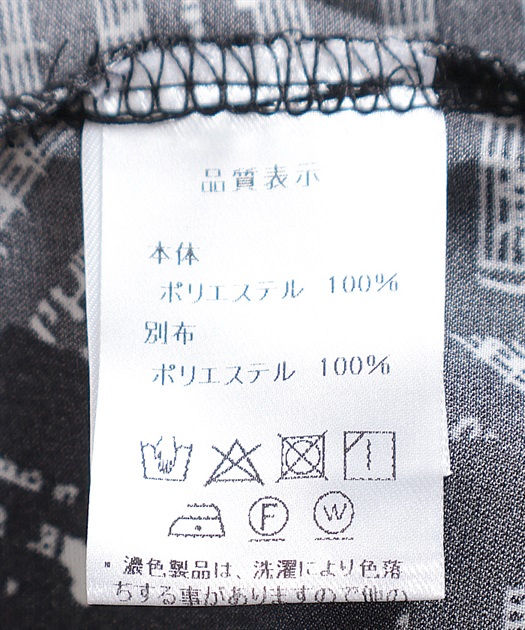 品質表示
本体
ポリエステル 100%
別布
ポリエステル 100%
F W
* 濃色製品は、洗濯により色落
ちする事がありますので他の